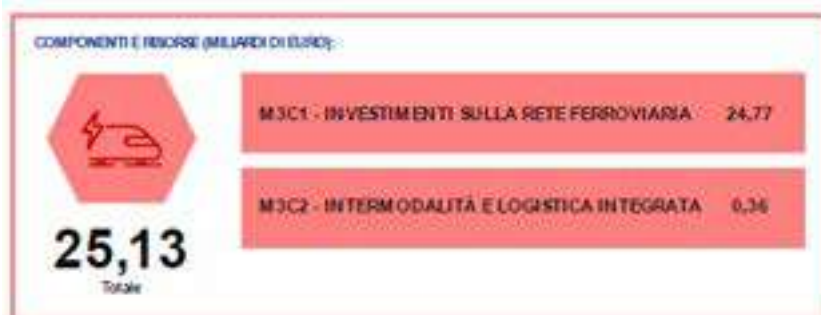 COMPONENTI E RISORSE (MILIARDI DI EURO):
M3C1 - INVESTIMENTI SULLA RETE FERROVIARIA 24,77
M3C2 - INTERMODALITÀ E LOGISTICA INTEGRATA 0,36
25,13
Totale